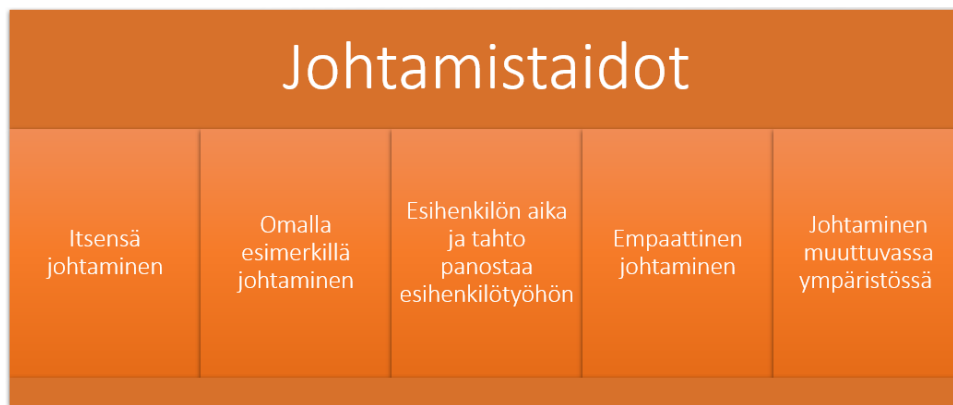 Johtamistaidot
Itsensä
johtaminen
Omalla
esimerkillä
johtaminen
Esihenkilön aika
ja tahto
panostaa
esihenkilötyöhön
Empaattinen
johtaminen
Johtaminen
muuttuvassa
ympäristössä